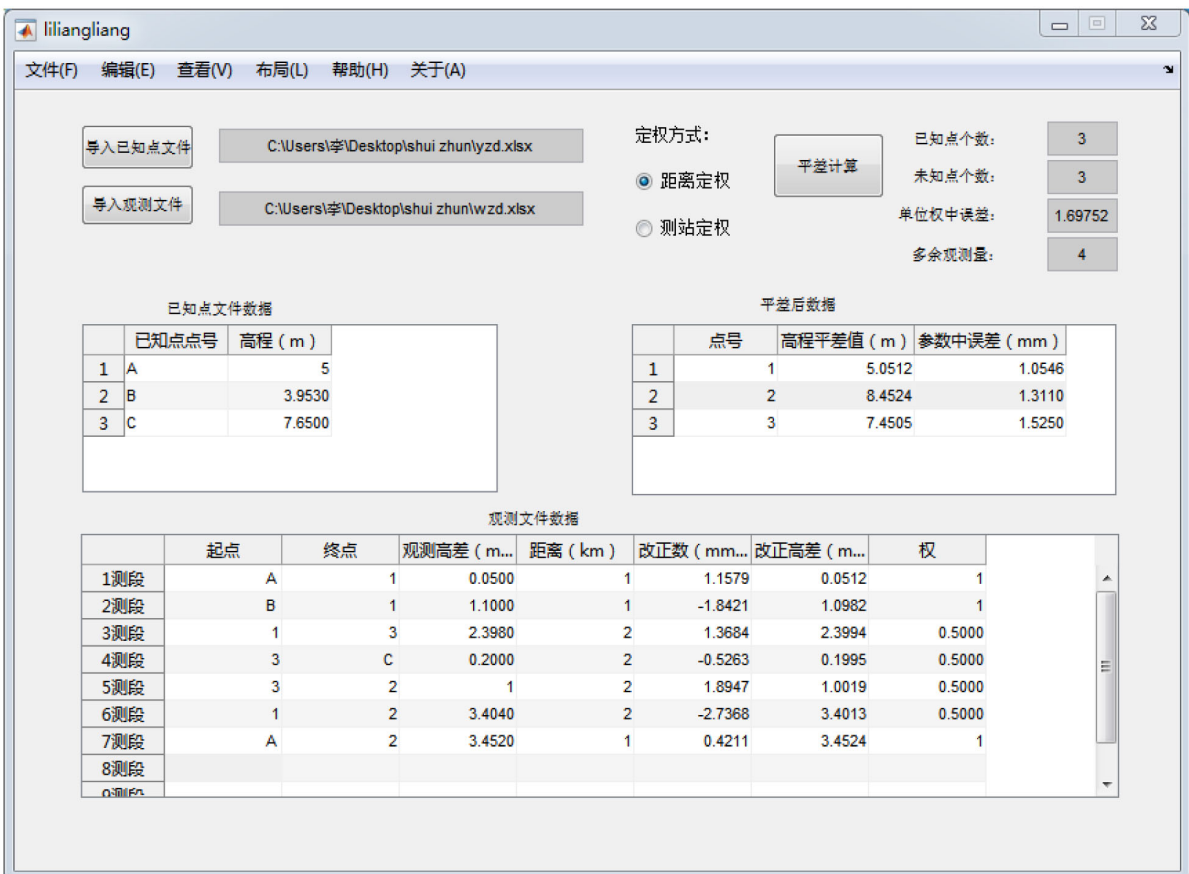 liliangliang
文件(F) 编辑(E) 查看(V) 布局(L) 帮助(H) 关于(A)
导入已知点文件 C:\Users\李\Desktop\shui zhun\yzd.xlsx
导入观测文件 C:\Users\李\Desktop\shui zhun\wzd.xlsx
定权方式:
距离定权
测站定权
平差计算
已知点个数: 3
未知点个数: 3
单位权中误差: 1.69752
多余观测量: 4
已知点文件数据
已知点点号 高程(m)
1 A 5
2 B 3.9530
3 C 7.6500
平差后数据
点号 高程平差值(m) 参数中误差(mm)
1 1 5.0512 1.0546
2 2 8.4524 1.3110
3 3 7.4505 1.5250
观测文件数据
起点 终点 观测高差(m... 距离(km) 改正数(mm... 改正高差(m... 权
1测段 A 1 0.0500 1 1.1579 0.0512 1
2测段 B 1 1.1000 1 -1.8421 1.0982 1
3测段 1 3 2.3980 2 1.3684 2.3994 0.5000
4测段 3 C 0.2000 2 -0.5263 0.1995 0.5000
5测段 3 2 1 2 1.8947 1.0019 0.5000
6测段 1 2 3.4040 2 -2.7368 3.4013 0.5000
7测段 A 2 3.4520 1 0.4211 3.4524 1
8测段
9测段